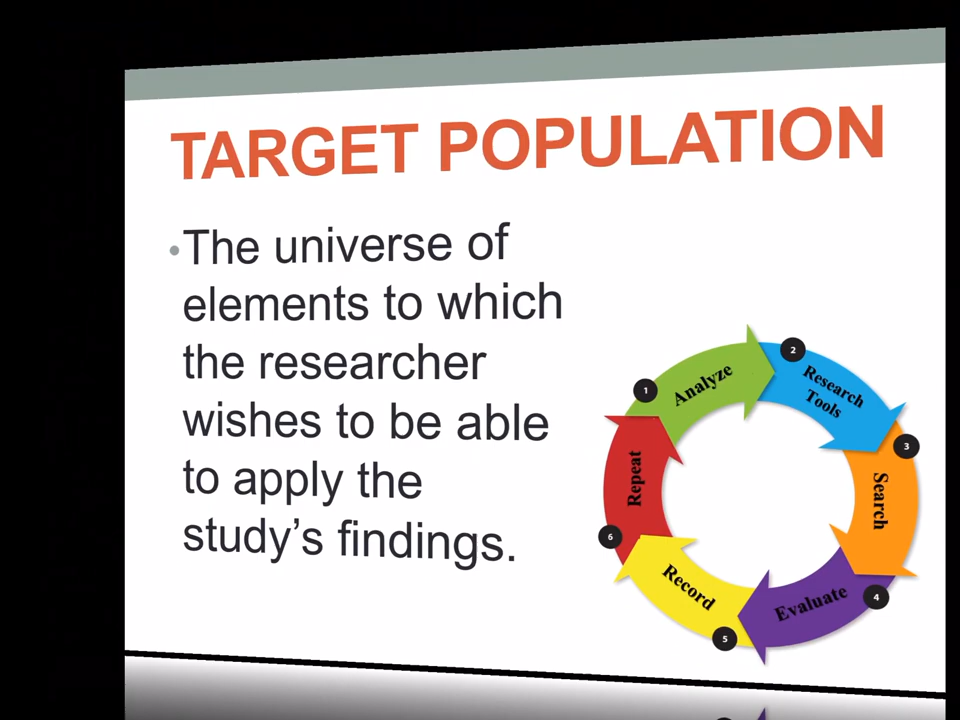 TARGET POPULATION
•The universe of
elements to which
the researcher
wishes to be able
to apply the
study’s findings.
1
Analyze
2
Research
Tools
3
Search
4
Evaluate
5
Record
6
Repeat